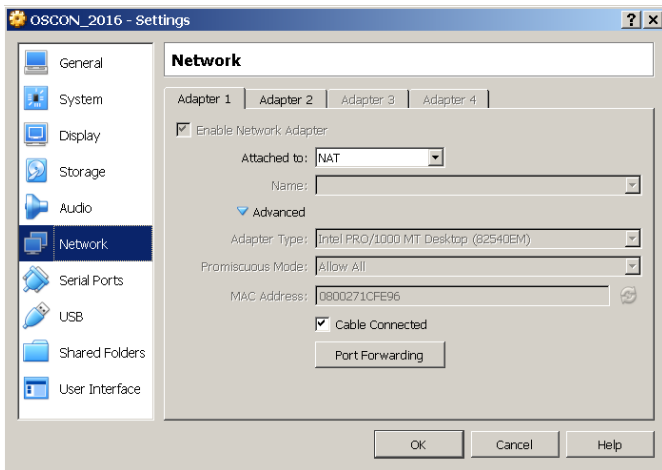 OSCON_2016 - Settings
General
System
Display
Storage
Audio
Network
Serial Ports
USB
Shared Folders
User Interface
Network
Adapter 1 Adapter 2 Adapter 3 Adapter 4
Enable Network Adapter
Attached to: NAT
Name:
Advanced
Adapter Type: Intel PRO/1000 MT Desktop (82540EM)
Promiscuous Mode: Allow All
MAC Address: 0800271CFE96
Cable Connected
Port Forwarding
OK Cancel Help